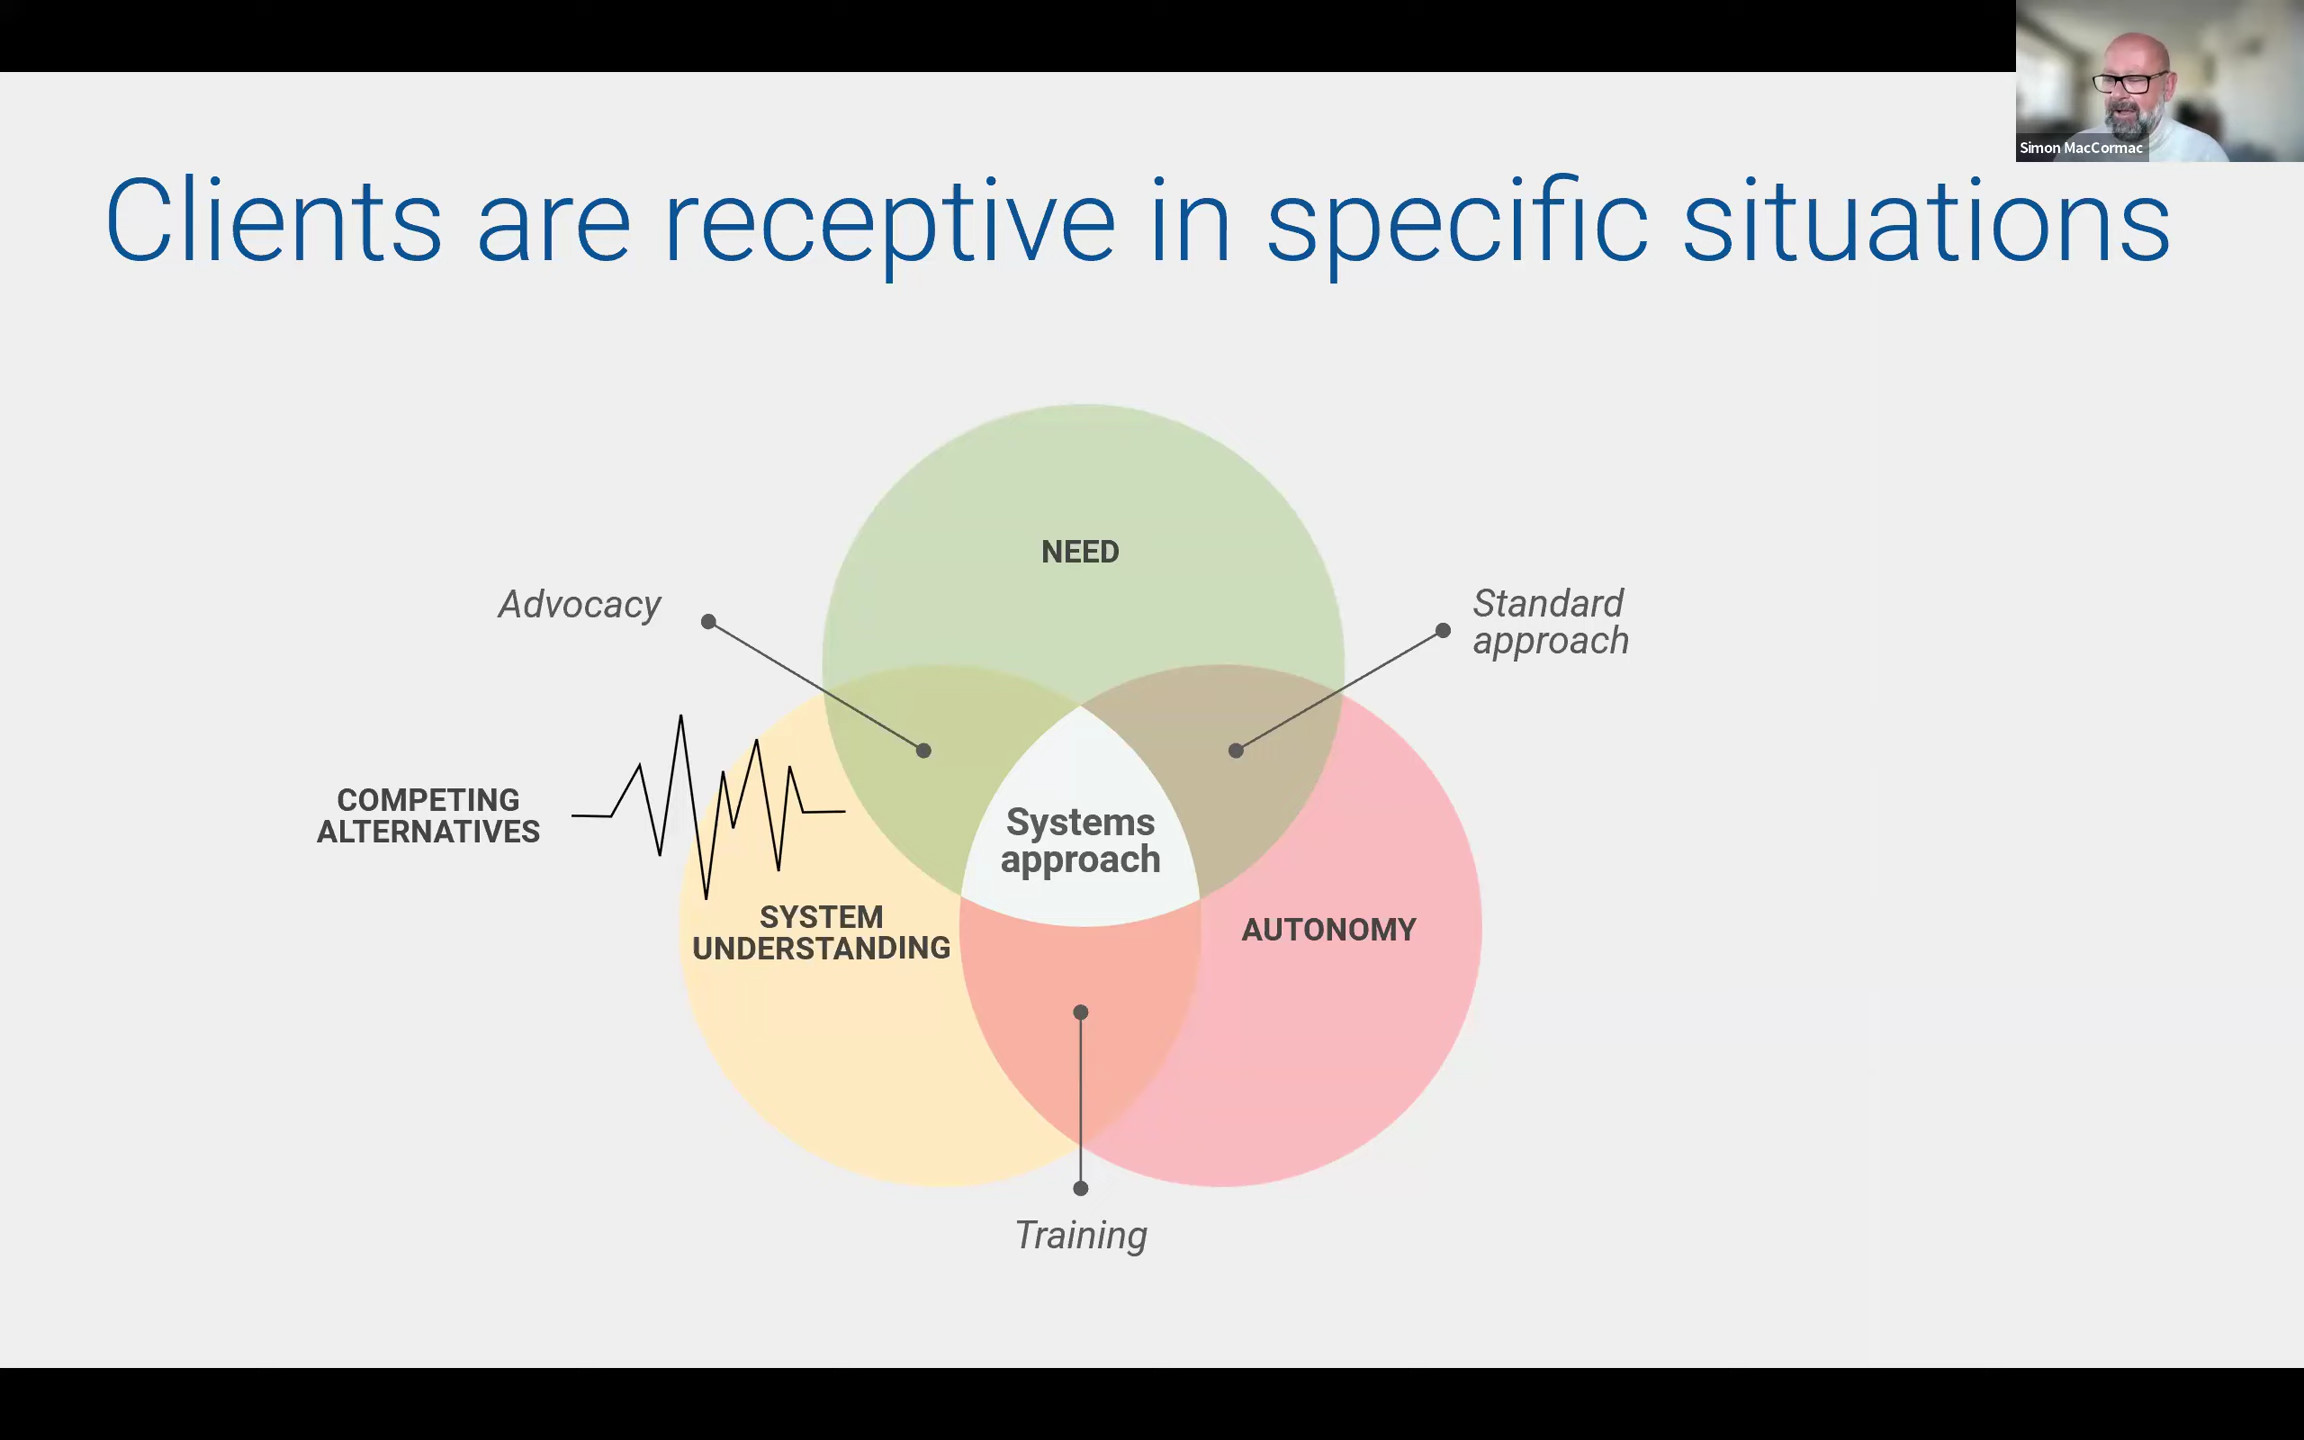 Simon MacCormac
Clients are receptive in specific situations
NEED
Advocacy
Standard
approach
COMPETING
ALTERNATIVES
Systems
approach
SYSTEM
UNDERSTANDING
AUTONOMY
Training